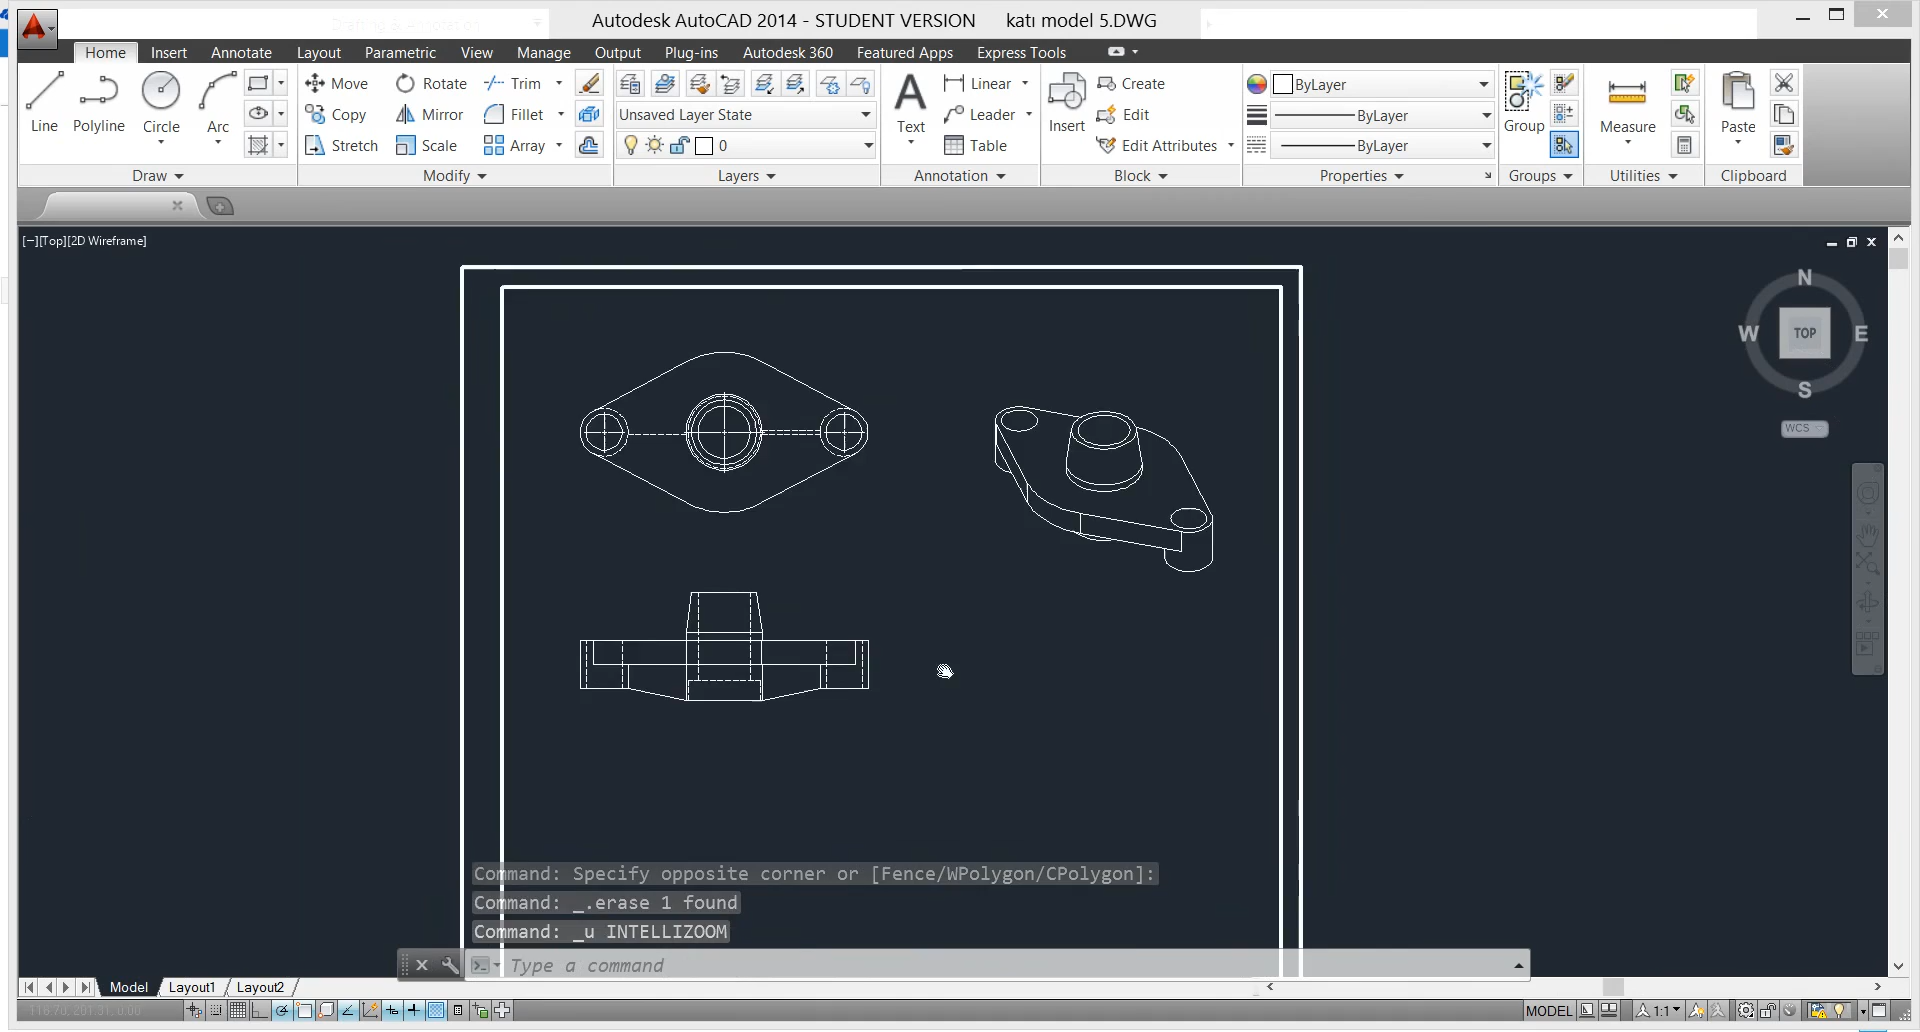 Drafting & Annotation
Autodesk AutoCAD 2014 - STUDENT VERSION katı model 5.DWG
Home Insert Annotate Layout Parametric View Manage Output Plug-ins Autodesk 360 Featured Apps Express Tools
Move Rotate Trim Linear Create ByLayer
Line Polyline Circle Arc Copy Mirror Fillet Unsaved Layer State Text Leader Insert Edit ByLayer Group Measure Paste
Stretch Scale Array 0 Table Edit Attributes ByLayer
Draw Modify Layers Annotation Block Properties Groups Utilities Clipboard
[−][Top][2D Wireframe]
N
W TOP E
S
WCS
Command: Specify opposite corner or [Fence/WPolygon/CPolygon]:
Command: _.erase 1 found
Command: _u INTELLIZOOM
Type a command
Model Layout1 Layout2
MODEL 1:1